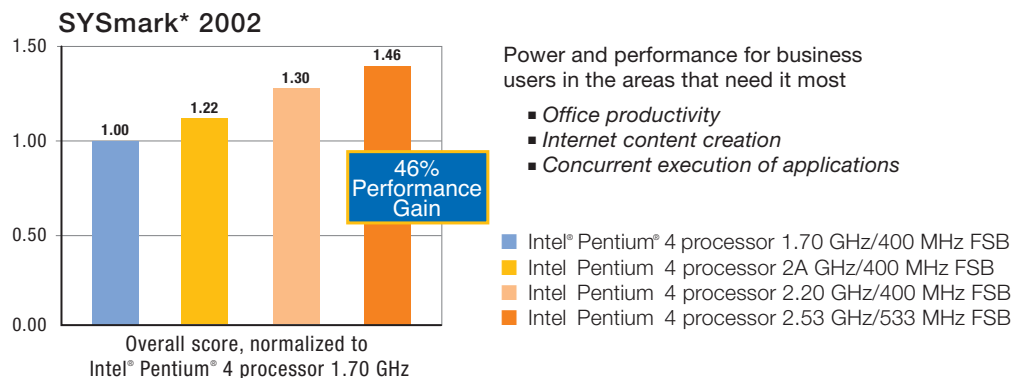 SYSmark* 2002
1.50
1.00
0.50
0.00
1.00
1.22
1.30
1.46
46%
Performance
Gain
Overall score, normalized to
Intel® Pentium® 4 processor 1.70 GHz
Power and performance for business
users in the areas that need it most
▪ Office productivity
▪ Internet content creation
▪ Concurrent execution of applications
Intel® Pentium® 4 processor 1.70 GHz/400 MHz FSB
Intel Pentium 4 processor 2A GHz/400 MHz FSB
Intel Pentium 4 processor 2.20 GHz/400 MHz FSB
Intel Pentium 4 processor 2.53 GHz/533 MHz FSB